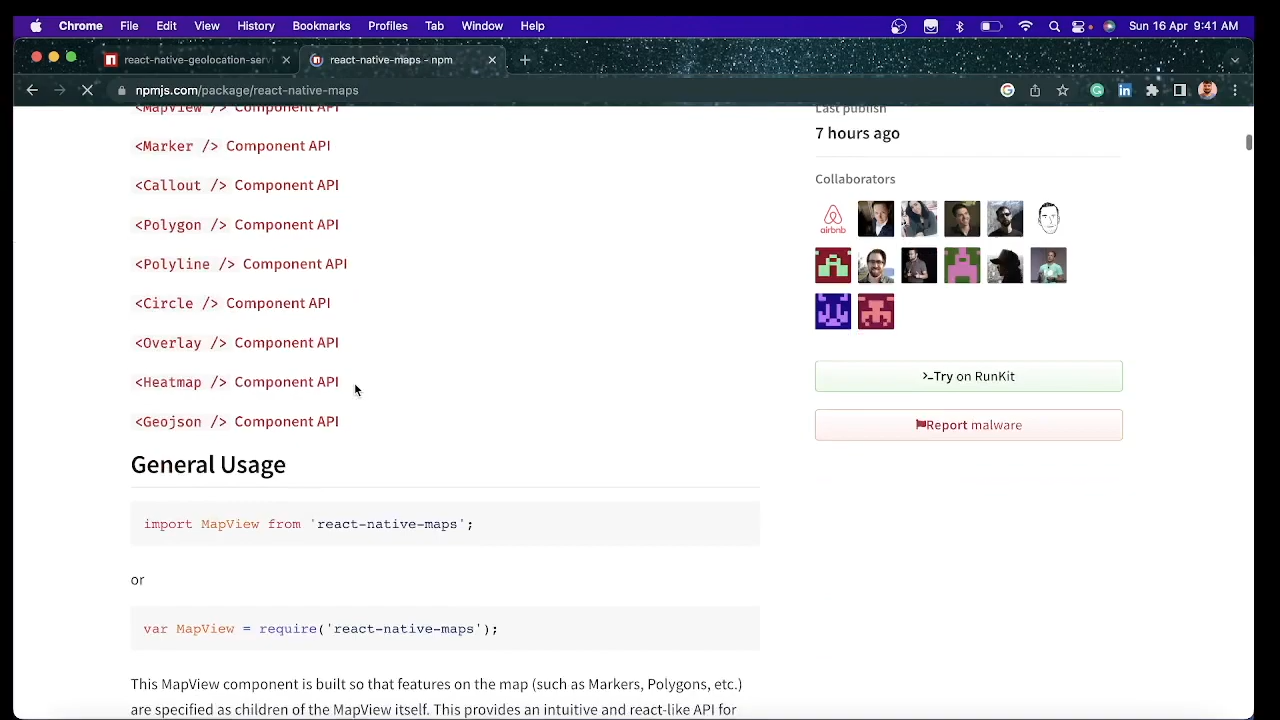 Chrome File Edit View History Bookmarks Profiles Tab Window Help Sun 16 Apr 9:41 AM
react-native-geolocation-serv react-native-maps - npm
npmjs.com/package/react-native-maps
<MapView /> Component API
<Marker /> Component API
<Callout /> Component API
<Polygon /> Component API
<Polyline /> Component API
<Circle /> Component API
<Overlay /> Component API
<Heatmap /> Component API
<Geojson /> Component API
General Usage
import MapView from 'react-native-maps';
or
var MapView = require('react-native-maps');
This MapView component is built so that features on the map (such as Markers, Polygons, etc.)
are specified as children of the MapView itself. This provides an intuitive and react-like API for
Last publish
7 hours ago
Collaborators
airbnb
>-Try on RunKit
Report malware